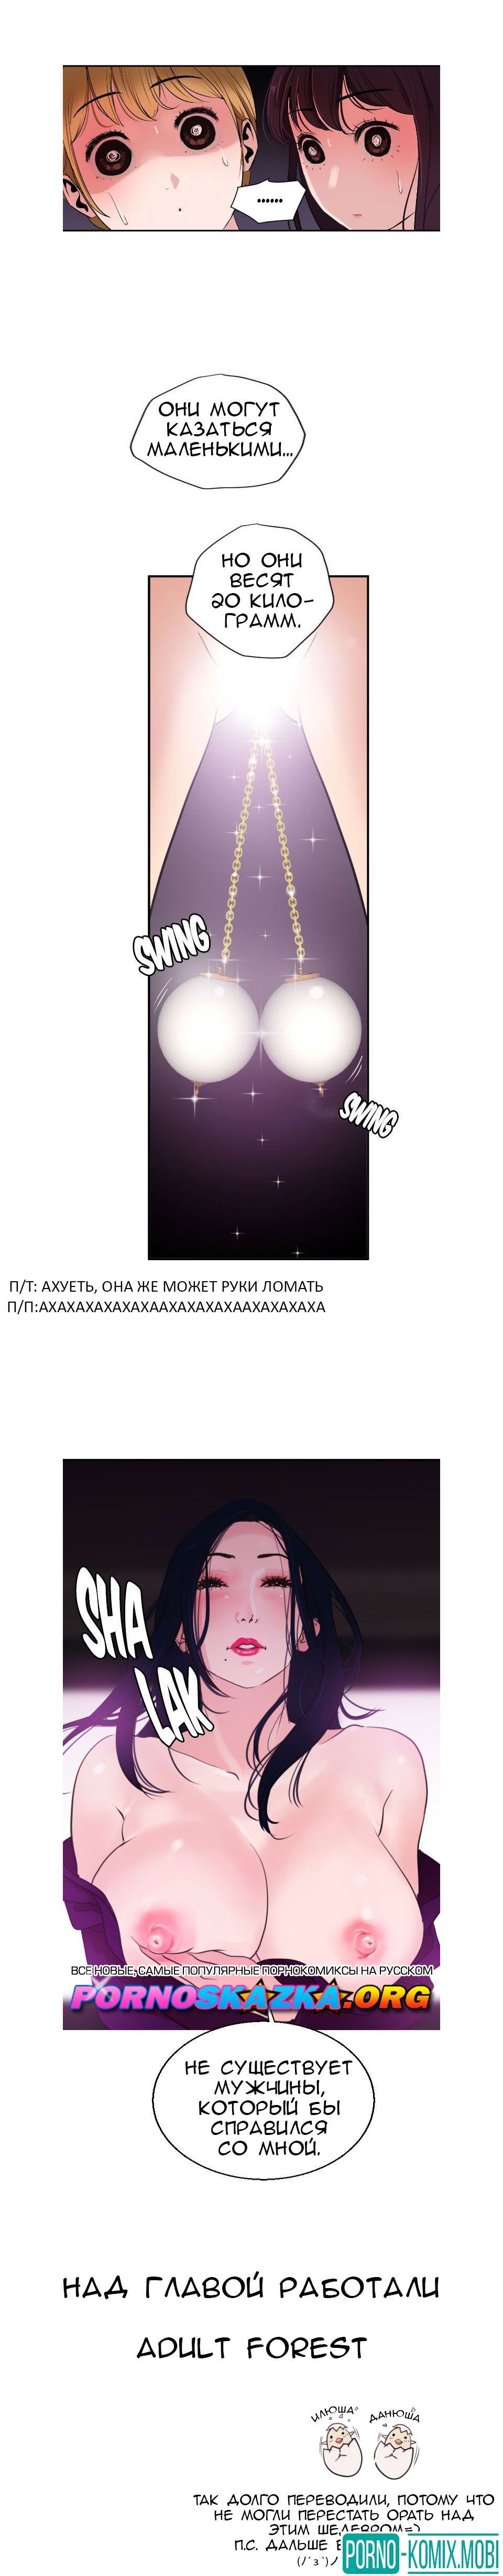 ......
ОНИ МОГУТ
КАЗАТЬСЯ
МАЛЕНЬКИМИ...
НО ОНИ
ВЕСЯТ
20 КИЛО-
ГРАММ.
SWING
SWING
П/Т: АХУЕТЬ, ОНА ЖЕ МОЖЕТ РУКИ ЛОМАТЬ
П/П:АХАХАХАХАХАХААХАХАХАХААХАХАХАХА
SHA
LAK
ВСЕ НОВЫЕ, САМЫЕ ПОПУЛЯРНЫЕ ПОРНОКОМИКСЫ НА РУССКОМ
PORNOSKAZKA.ORG
НЕ СУЩЕСТВУЕТ
МУЖЧИНЫ,
КОТОРЫЙ БЫ
СПРАВИЛСЯ
СО МНОЙ.
НАД ГЛАВОЙ РАБОТАЛИ
ADULT FOREST
ИЛЮША ДАНЮША
ТАК ДОЛГО ПЕРЕВОДИЛИ, ПОТОМУ ЧТО
НЕ МОГЛИ ПЕРЕСТАТЬ ОРАТЬ НАД
ЭТИМ ШЕДЕВРОМ=)
П.С. ДАЛЬШЕ
PORNO-KOMIX.MOBI